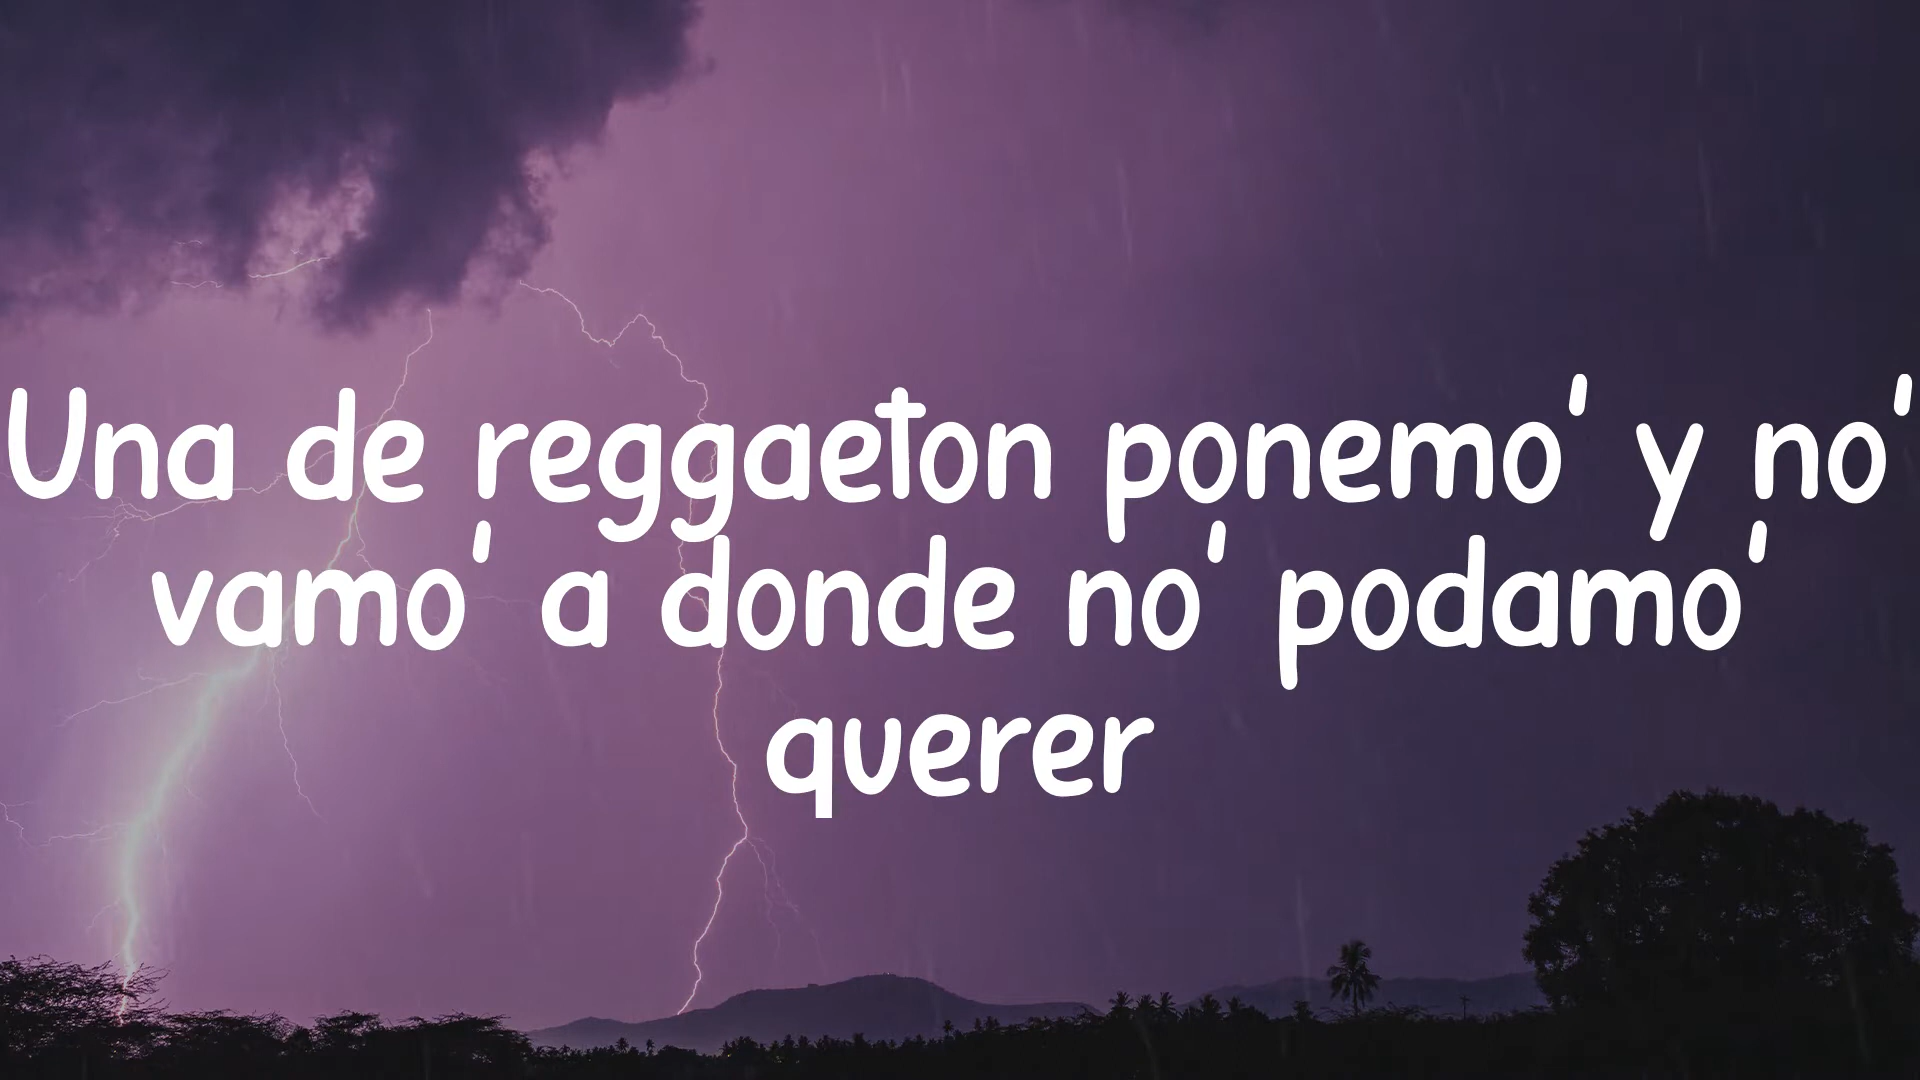 Una de reggaeton ponemo' y no'
vamo' a donde no' podamo'
querer